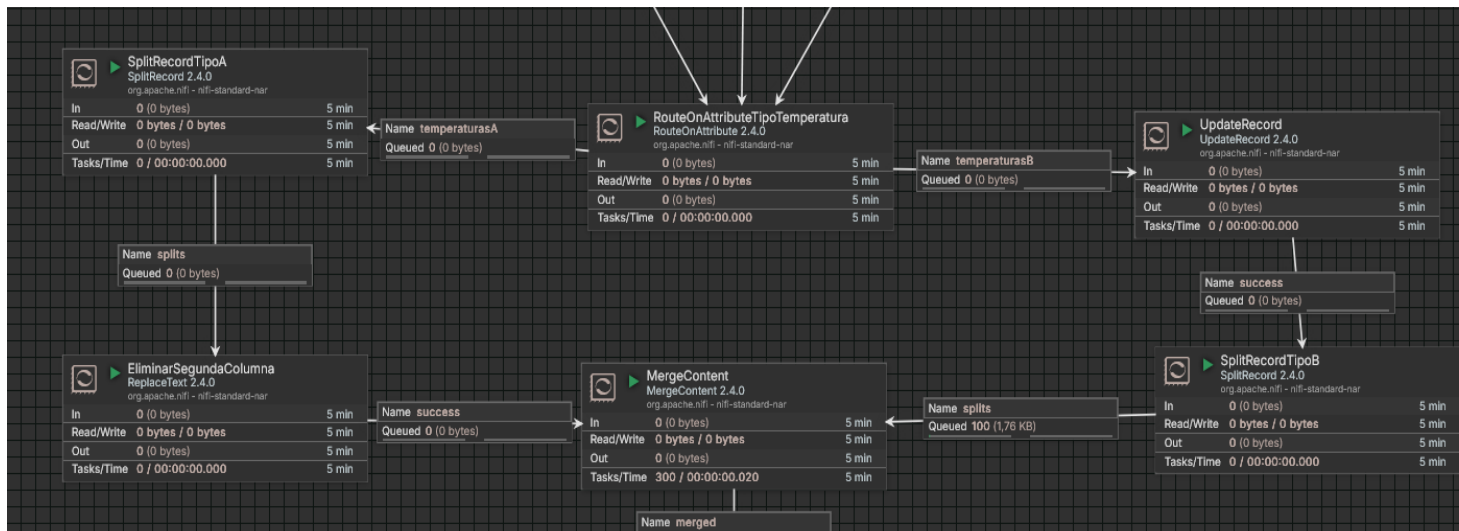 SplitRecordTipoA
SplitRecord 2.4.0
org.apache.nifi - nifi-standard-nar
In 0 (0 bytes) 5 min
Read/Write 0 bytes / 0 bytes 5 min
Out 0 (0 bytes) 5 min
Tasks/Time 0 / 00:00:00.000 5 min
Name temperaturasA
Queued 0 (0 bytes)
RouteOnAttributeTipoTemperatura
RouteOnAttribute 2.4.0
org.apache.nifi - nifi-standard-nar
In 0 (0 bytes) 5 min
Read/Write 0 bytes / 0 bytes 5 min
Out 0 (0 bytes) 5 min
Tasks/Time 0 / 00:00:00.000 5 min
Name temperaturasB
Queued 0 (0 bytes)
UpdateRecord
UpdateRecord 2.4.0
org.apache.nifi - nifi-standard-nar
In 0 (0 bytes) 5 min
Read/Write 0 bytes / 0 bytes 5 min
Out 0 (0 bytes) 5 min
Tasks/Time 0 / 00:00:00.000 5 min
Name splits
Queued 0 (0 bytes)
Name success
Queued 0 (0 bytes)
EliminarSegundaColumna
ReplaceText 2.4.0
org.apache.nifi - nifi-standard-nar
In 0 (0 bytes) 5 min
Read/Write 0 bytes / 0 bytes 5 min
Out 0 (0 bytes) 5 min
Tasks/Time 0 / 00:00:00.000 5 min
Name success
Queued 0 (0 bytes)
MergeContent
MergeContent 2.4.0
org.apache.nifi - nifi-standard-nar
In 0 (0 bytes) 5 min
Read/Write 0 bytes / 0 bytes 5 min
Out 0 (0 bytes) 5 min
Tasks/Time 300 / 00:00:00.020 5 min
Name splits
Queued 100 (1,76 KB)
SplitRecordTipoB
SplitRecord 2.4.0
org.apache.nifi - nifi-standard-nar
In 0 (0 bytes) 5 min
Read/Write 0 bytes / 0 bytes 5 min
Out 0 (0 bytes) 5 min
Tasks/Time 0 / 00:00:00.000 5 min
Name merged